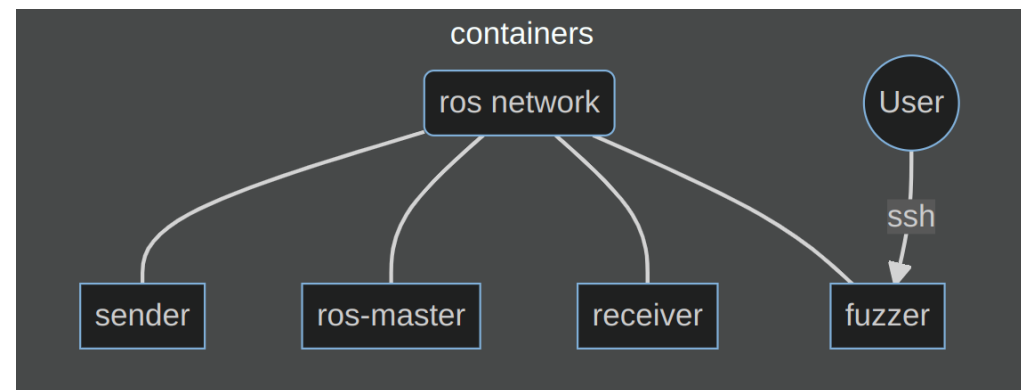 containers
ros network
User
ssh
sender
ros-master
receiver
fuzzer